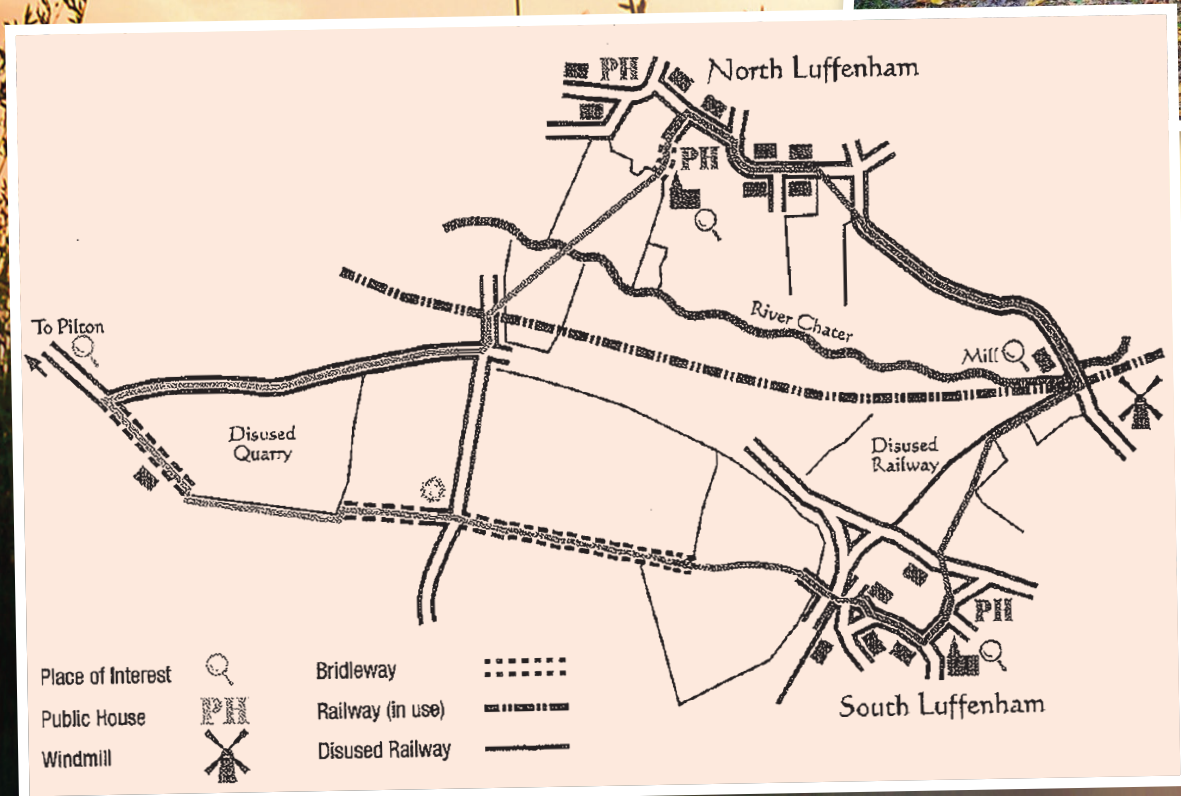 PH
North Luffenham
PH
River Chater
To Pilton
Mill
Disused
Quarry
Disused
Railway
PH
South Luffenham
Place of Interest
Public House
PH
Windmill
Bridleway
Railway (in use)
Disused Railway